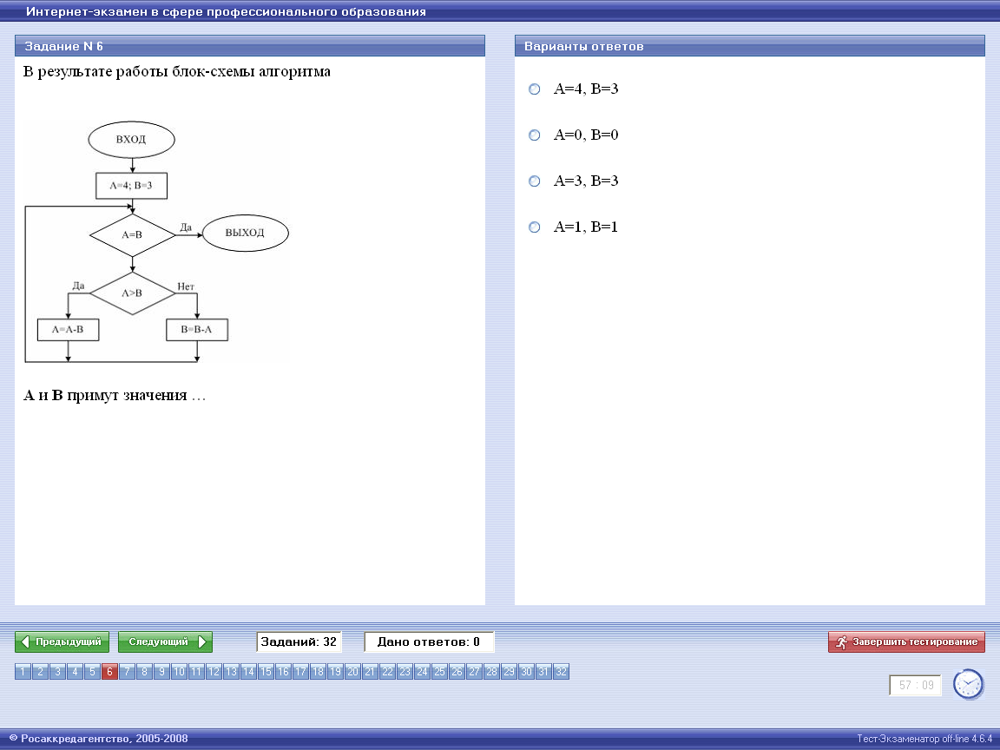 Интернет-экзамен в сфере профессионального образования
Задание N 6
В результате работы блок-схемы алгоритма
ВХОД
A=4; B=3
A=B
Да
ВЫХОД
Да
A>B
Нет
A=A-B
B=B-A
А и В примут значения …
Варианты ответов
A=4, B=3
A=0, B=0
A=3, B=3
A=1, B=1
Предыдущий
Следующий
Заданий: 32
Дано ответов: 0
Завершить тестирование
1 2 3 4 5 6 7 8 9 10 11 12 13 14 15 16 17 18 19 20 21 22 23 24 25 26 27 28 29 30 31 32
57 : 09
© Росаккредагентство, 2005-2008
Тест-Экзаменатор off-line 4.6.4